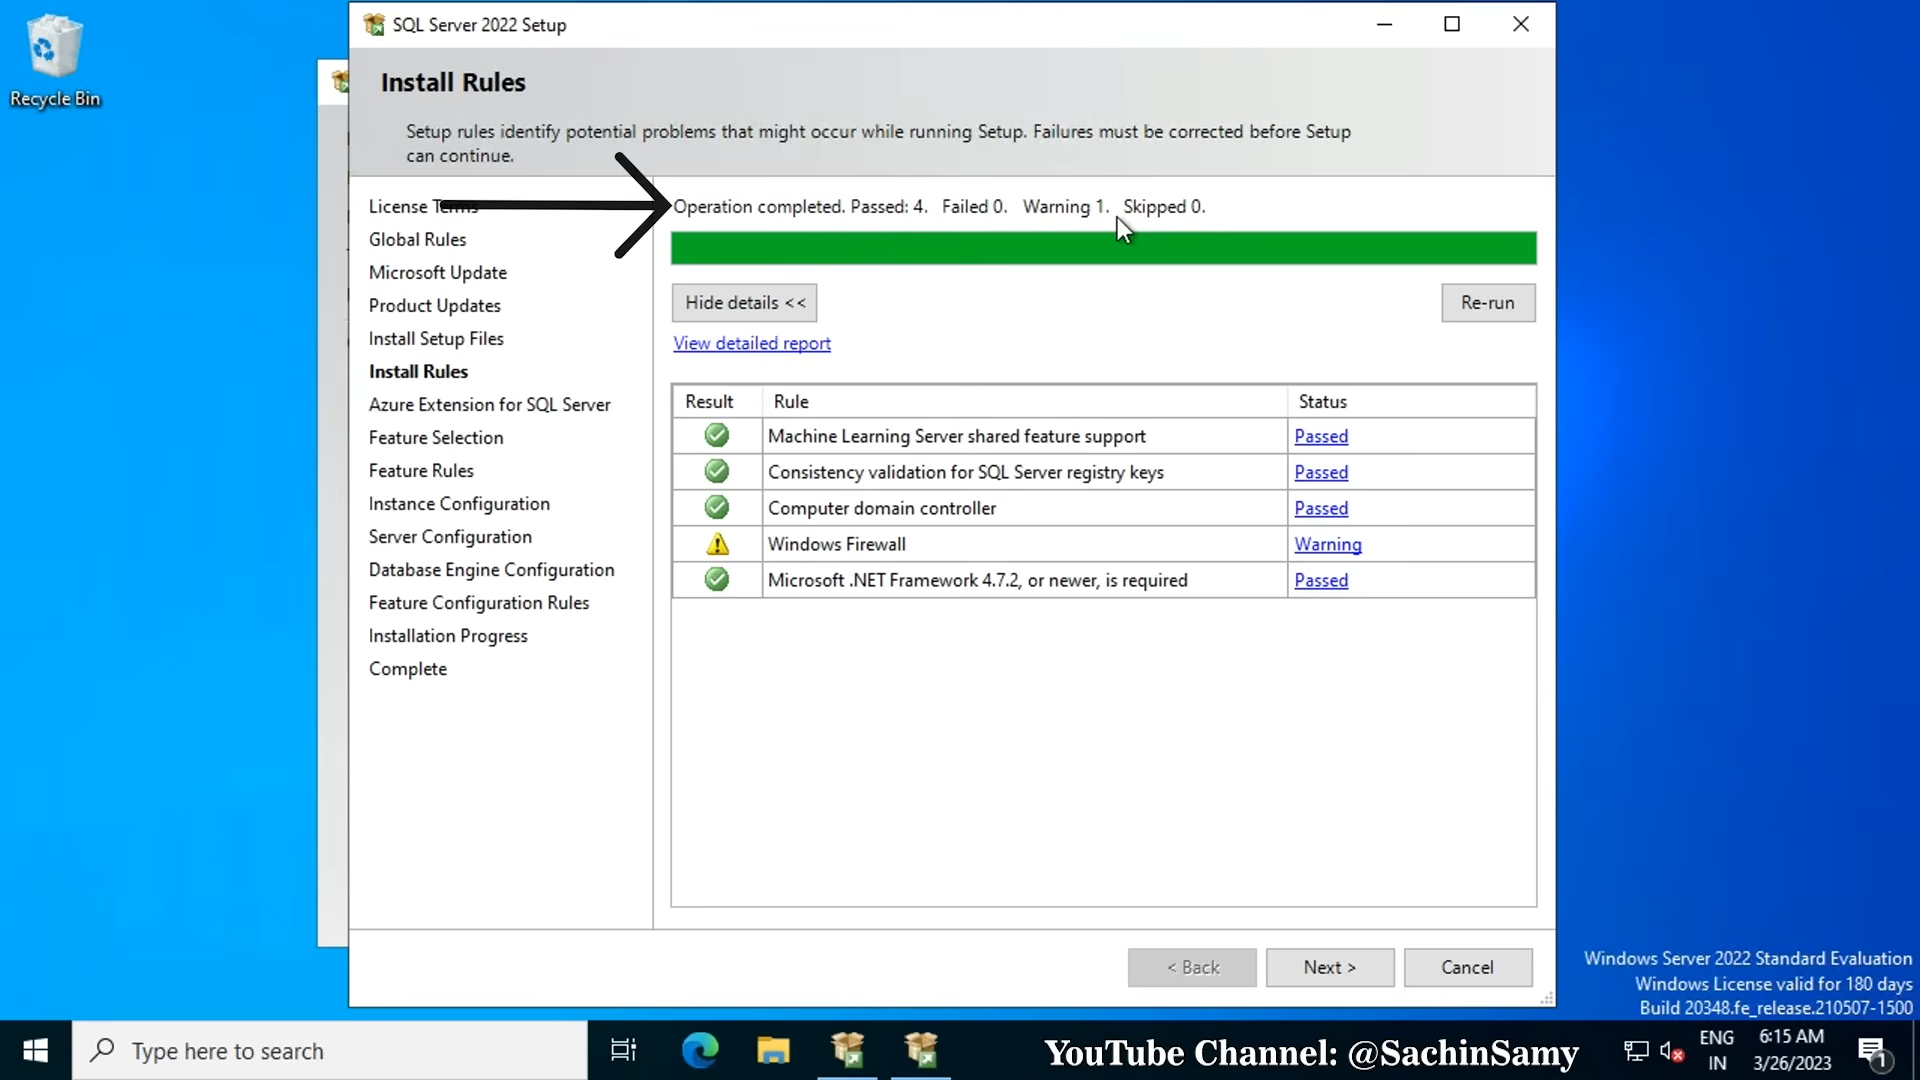 Recycle Bin
SQL Server 2022 Setup
Install Rules
Setup rules identify potential problems that might occur while running Setup. Failures must be corrected before Setup
can continue.
License Terms
Global Rules
Microsoft Update
Product Updates
Install Setup Files
Install Rules
Azure Extension for SQL Server
Feature Selection
Feature Rules
Instance Configuration
Server Configuration
Database Engine Configuration
Feature Configuration Rules
Installation Progress
Complete
Operation completed. Passed: 4. Failed 0. Warning 1. Skipped 0.
Hide details <<
Re-run
View detailed report
Result Rule Status
Machine Learning Server shared feature support Passed
Consistency validation for SQL Server registry keys Passed
Computer domain controller Passed
Windows Firewall Warning
Microsoft .NET Framework 4.7.2, or newer, is required Passed
< Back Next > Cancel
Windows Server 2022 Standard Evaluation
Windows License valid for 180 days
Build 20348.fe_release.210507-1500
Type here to search
YouTube Channel: @SachinSamy
ENG
IN
6:15 AM
3/26/2023
1